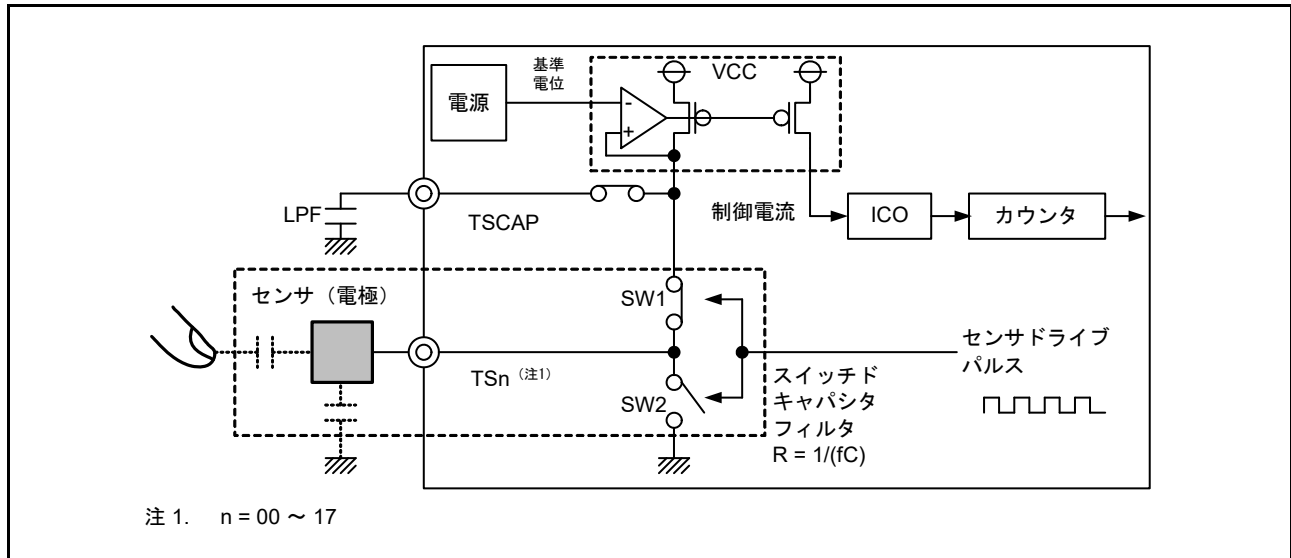 基準
電位
VCC
電源
-
+
LPF
TSCAP
制御電流
ICO
カウンタ
センサ（電極）
SW1
センサドライブ
パルス
TSn（注1）
SW2
スイッチド
キャパシタ
フィルタ
R = 1/(fC)
注 1. n = 00 ～ 17